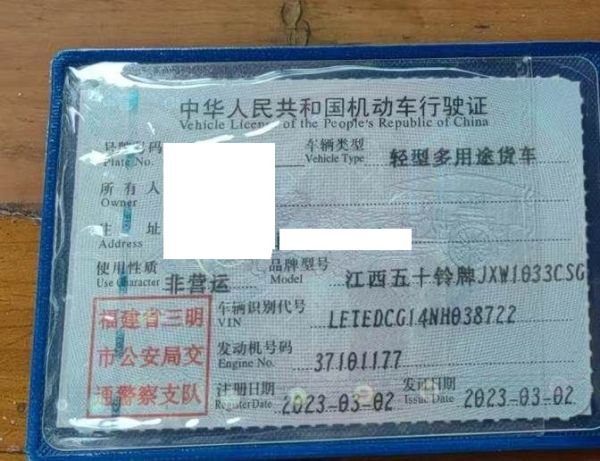 中华人民共和国机动车行驶证
Vehicle License of the People's Republic of China
号牌号码 车辆类型 轻型多用途货车
Plate No. Vehicle Type
所有人
Owner
住址
Address
使用性质 非营运 品牌型号 江西五十铃牌JXW1033CSG
Use Character Model
福建省三明
市公安局交
通警察支队
车辆识别代号 LETEDCG14NH038722
VIN
发动机号码 37101177
Engine No.
注册日期 2023-03-02 发证日期 2023-03-02
Register Date Issue Date